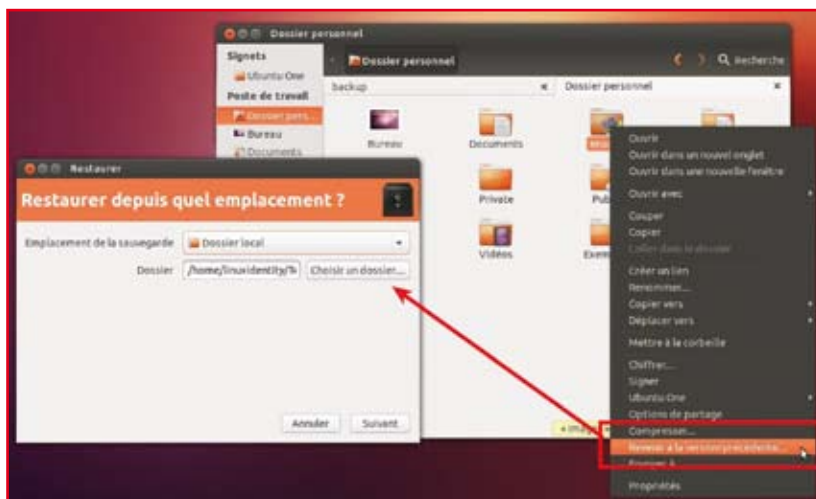 Dossier personnel
Signets
Ubuntu One
Poste de travail
Dossier pers...
Bureau
Documents
Dossier personnel
Recherche
backup
Dossier personnel
Bureau
Documents
Private
Vidéos
Restaurer
Restaurer depuis quel emplacement ?
Emplacement de la sauvegarde
Dossier local
Dossier
/home/linuxidentity/
Choisir un dossier...
Annuler
Suivant
Ouvrir
Ouvrir dans un nouvel onglet
Ouvrir dans une nouvelle fenêtre
Ouvrir avec
Couper
Copier
Coller dans le dossier
Créer un lien
Renommer...
Copier vers
Déplacer vers
Mettre à la corbeille
Chiffrer...
Signer
Ubuntu One
Options de partage
Compresser...
Revenir à la version précédente...
Envoyer à...
Propriétés